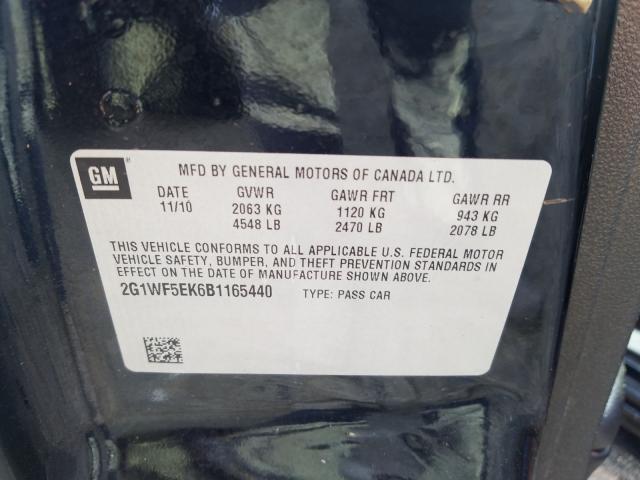 GM
MFD BY GENERAL MOTORS OF CANADA LTD.
DATE GVWR GAWR FRT GAWR RR
11/10 2063 KG 1120 KG 943 KG
4548 LB 2470 LB 2078 LB
THIS VEHICLE CONFORMS TO ALL APPLICABLE U.S. FEDERAL MOTOR
VEHICLE SAFETY, BUMPER, AND THEFT PREVENTION STANDARDS IN
EFFECT ON THE DATE OF MANUFACTURE SHOWN ABOVE.
2G1WF5EK6B1165440 TYPE: PASS CAR